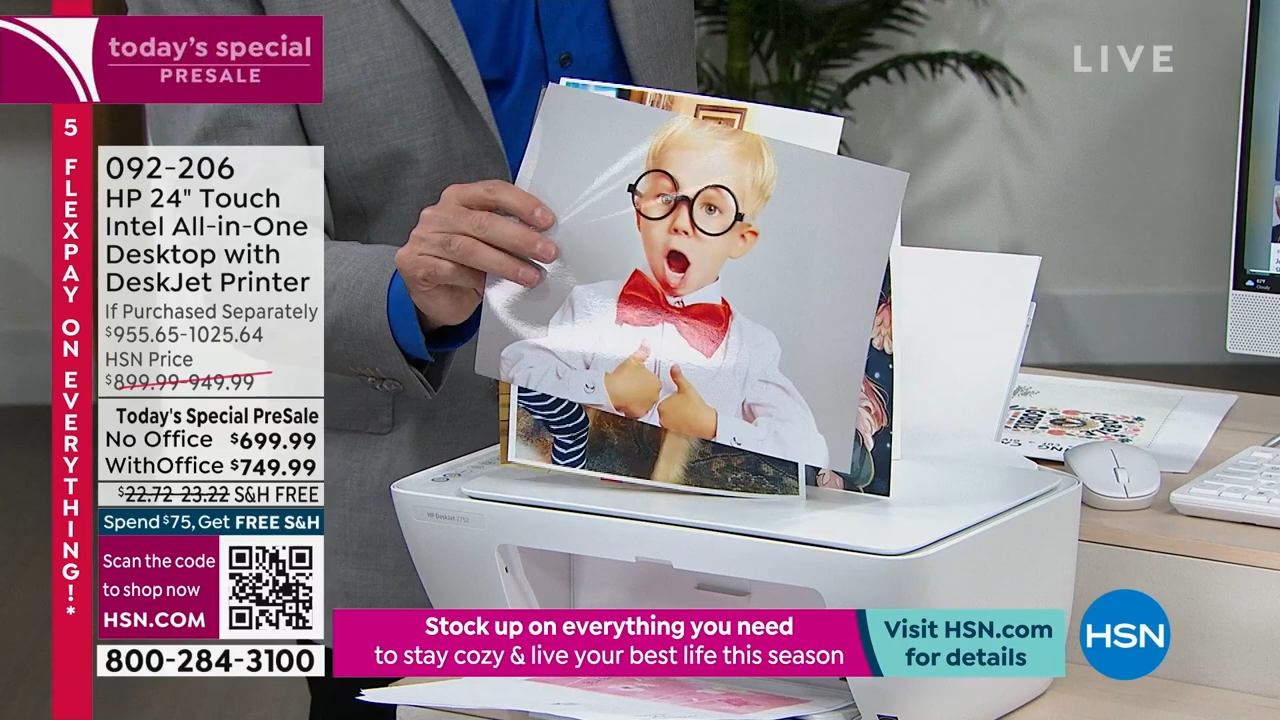 today's special
PRESALE
LIVE
5 FLEXPAY ON EVERYTHING!*
092-206
HP 24" Touch
Intel All-in-One
Desktop with
DeskJet Printer
If Purchased Separately
$955.65-1025.64
HSN Price
$899.99-949.99
Today's Special PreSale
No Office $699.99
WithOffice $749.99
$22.72-23.22 S&H FREE
Spend $75, Get FREE S&H
Scan the code
to shop now
HSN.COM
800-284-3100
HP DeskJet 2752
Stock up on everything you need
to stay cozy & live your best life this season
Visit HSN.com
for details
HSN